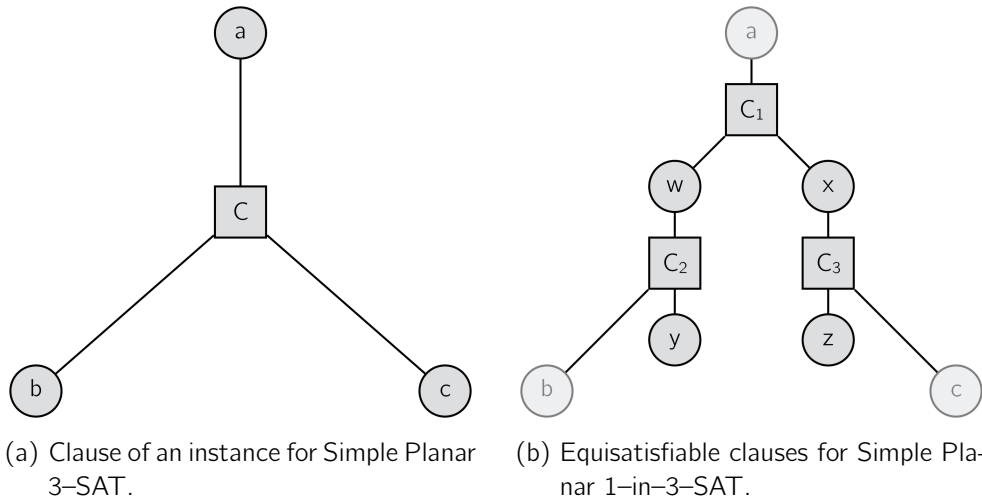 a
C
b
c
(a) Clause of an instance for Simple Planar
3–SAT.
a
C1
w
x
C2
C3
y
z
b
c
(b) Equisatisfiable clauses for Simple Pla-
nar 1–in–3–SAT.